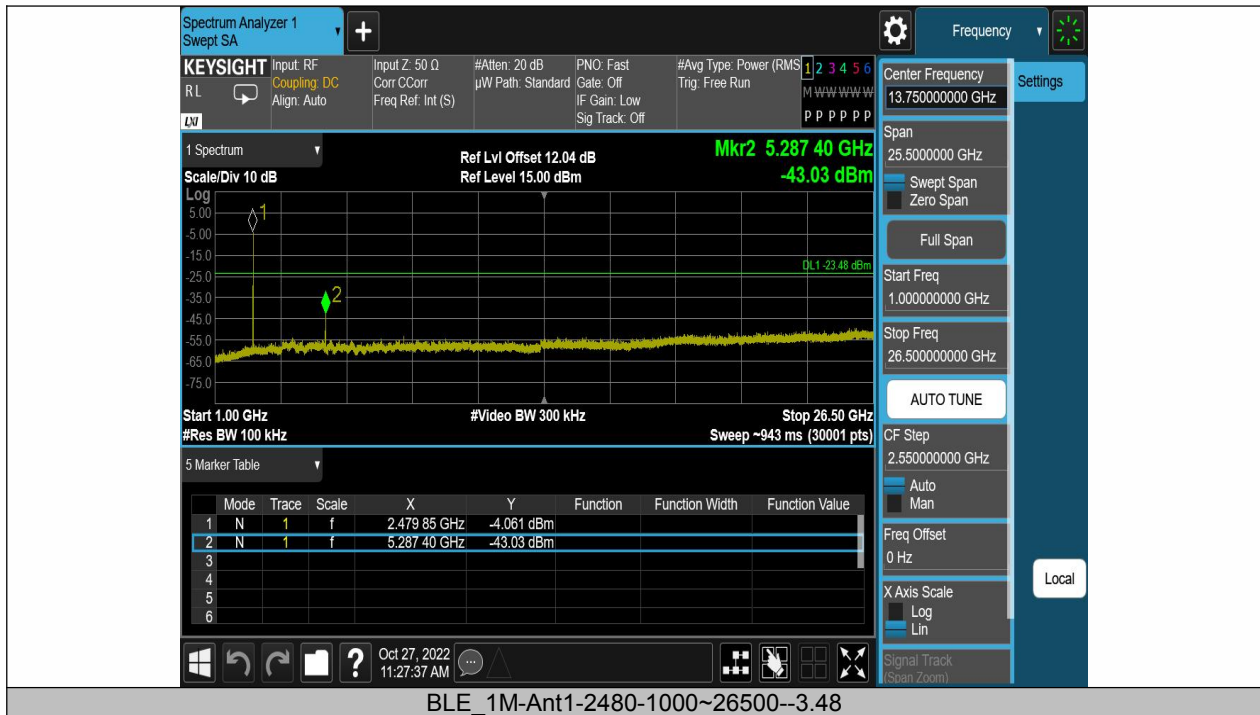 Spectrum Analyzer 1
Swept SA
+
Frequency
KEYSIGHT
RL
LXI
Input: RF
Coupling: DC
Align: Auto
Input Z: 50 Ω
Corr CCorr
Freq Ref: Int (S)
#Atten: 20 dB
µW Path: Standard
PNO: Fast
Gate: Off
IF Gain: Low
Sig Track: Off
#Avg Type: Power (RMS
Trig: Free Run
1 2 3 4 5 6
M W W W W W
P P P P P P
1 Spectrum
Scale/Div 10 dB
Ref Lvl Offset 12.04 dB
Ref Level 15.00 dBm
Mkr2 5.287 40 GHz
-43.03 dBm
Log
5.00
-5.00
-15.0
-25.0
-35.0
-45.0
-55.0
-65.0
-75.0
1
2
DL1 -23.48 dBm
Start 1.00 GHz
#Res BW 100 kHz
#Video BW 300 kHz
Stop 26.50 GHz
Sweep ~943 ms (30001 pts)
5 Marker Table
Mode Trace Scale X Y Function Function Width Function Value
1 N 1 f 2.479 85 GHz -4.061 dBm
2 N 1 f 5.287 40 GHz -43.03 dBm
3
4
5
6
?
Oct 27, 2022
11:27:37 AM
Center Frequency
13.750000000 GHz
Settings
Span
25.5000000 GHz
Swept Span
Zero Span
Full Span
Start Freq
1.000000000 GHz
Stop Freq
26.500000000 GHz
AUTO TUNE
CF Step
2.550000000 GHz
Auto
Man
Freq Offset
0 Hz
Local
X Axis Scale
Log
Lin
Signal Track
(Span Zoom)
BLE_1M-Ant1-2480-1000~26500--3.48